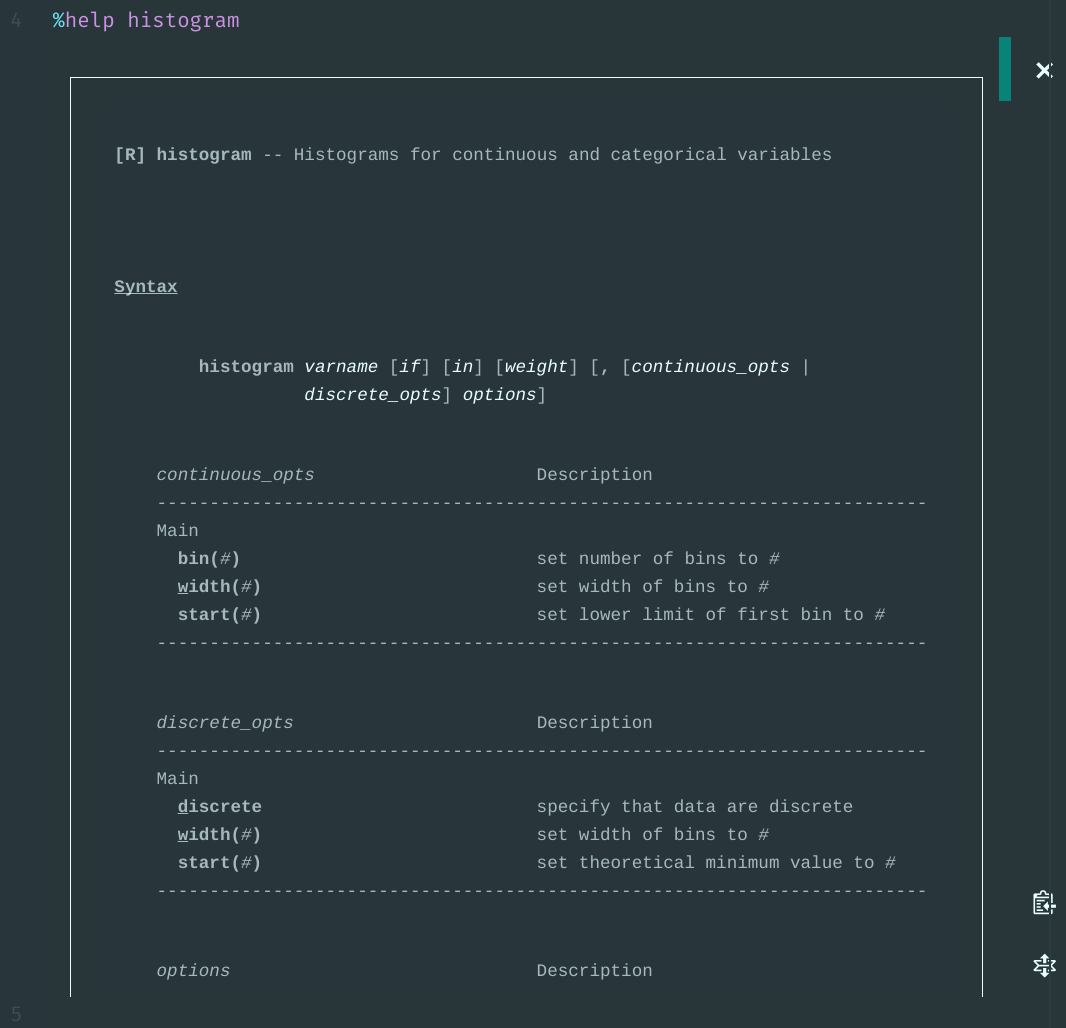 4 %help histogram
[R] histogram -- Histograms for continuous and categorical variables
Syntax
histogram varname [if] [in] [weight] [, [continuous_opts |
discrete_opts] options]
continuous_opts Description
-------------------------------------------------------------------------
Main
bin(#) set number of bins to #
width(#) set width of bins to #
start(#) set lower limit of first bin to #
-------------------------------------------------------------------------
discrete_opts Description
-------------------------------------------------------------------------
Main
discrete specify that data are discrete
width(#) set width of bins to #
start(#) set theoretical minimum value to #
-------------------------------------------------------------------------
options Description
5